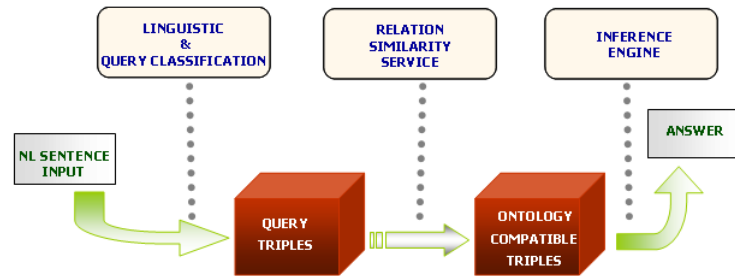 LINGUISTIC
&
QUERY CLASSIFICATION
RELATION
SIMILARITY
SERVICE
INFERENCE
ENGINE
NL SENTENCE
INPUT
QUERY
TRIPLES
ONTOLOGY
COMPATIBLE
TRIPLES
ANSWER